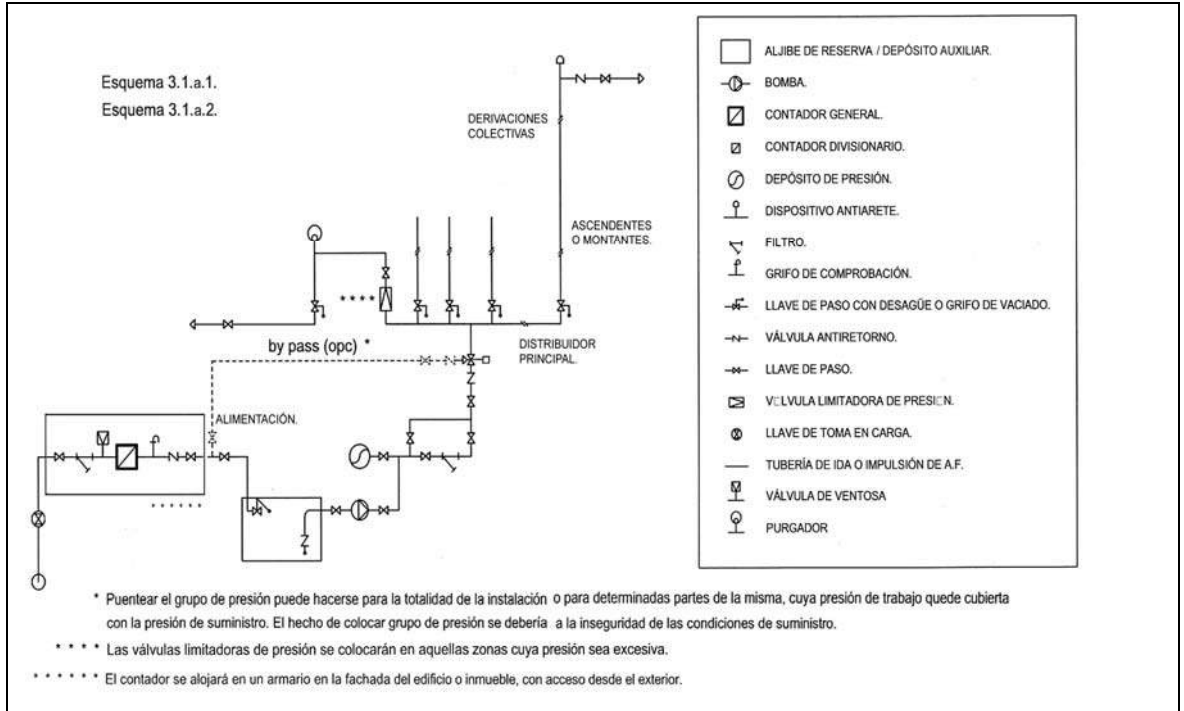 Esquema 3.1.a.1.
Esquema 3.1.a.2.
DERIVACIONES
COLECTIVAS
ASCENDENTES
O MONTANTES.
* * * *
by pass (opc) *
DISTRIBUIDOR
PRINCIPAL.
ALIMENTACIÓN.
* * * * * *
ALJIBE DE RESERVA / DEPÓSITO AUXILIAR.
BOMBA.
CONTADOR GENERAL.
CONTADOR DIVISIONARIO.
DEPÓSITO DE PRESIÓN.
DISPOSITIVO ANTIARETE.
FILTRO.
GRIFO DE COMPROBACIÓN.
LLAVE DE PASO CON DESAGÜE O GRIFO DE VACIADO.
VÁLVULA ANTIRETORNO.
LLAVE DE PASO.
V□LVULA LIMITADORA DE PRESI□N.
LLAVE DE TOMA EN CARGA.
TUBERÍA DE IDA O IMPULSIÓN DE A.F.
VÁLVULA DE VENTOSA
PURGADOR
* Puentear el grupo de presión puede hacerse para la totalidad de la instalación o para determinadas partes de la misma, cuya presión de trabajo quede cubierta
con la presión de suministro. El hecho de colocar grupo de presión se debería a la inseguridad de las condiciones de suministro.
* * * * Las válvulas limitadoras de presión se colocarán en aquellas zonas cuya presión sea excesiva.
* * * * * * El contador se alojará en un armario en la fachada del edificio o inmueble, con acceso desde el exterior.